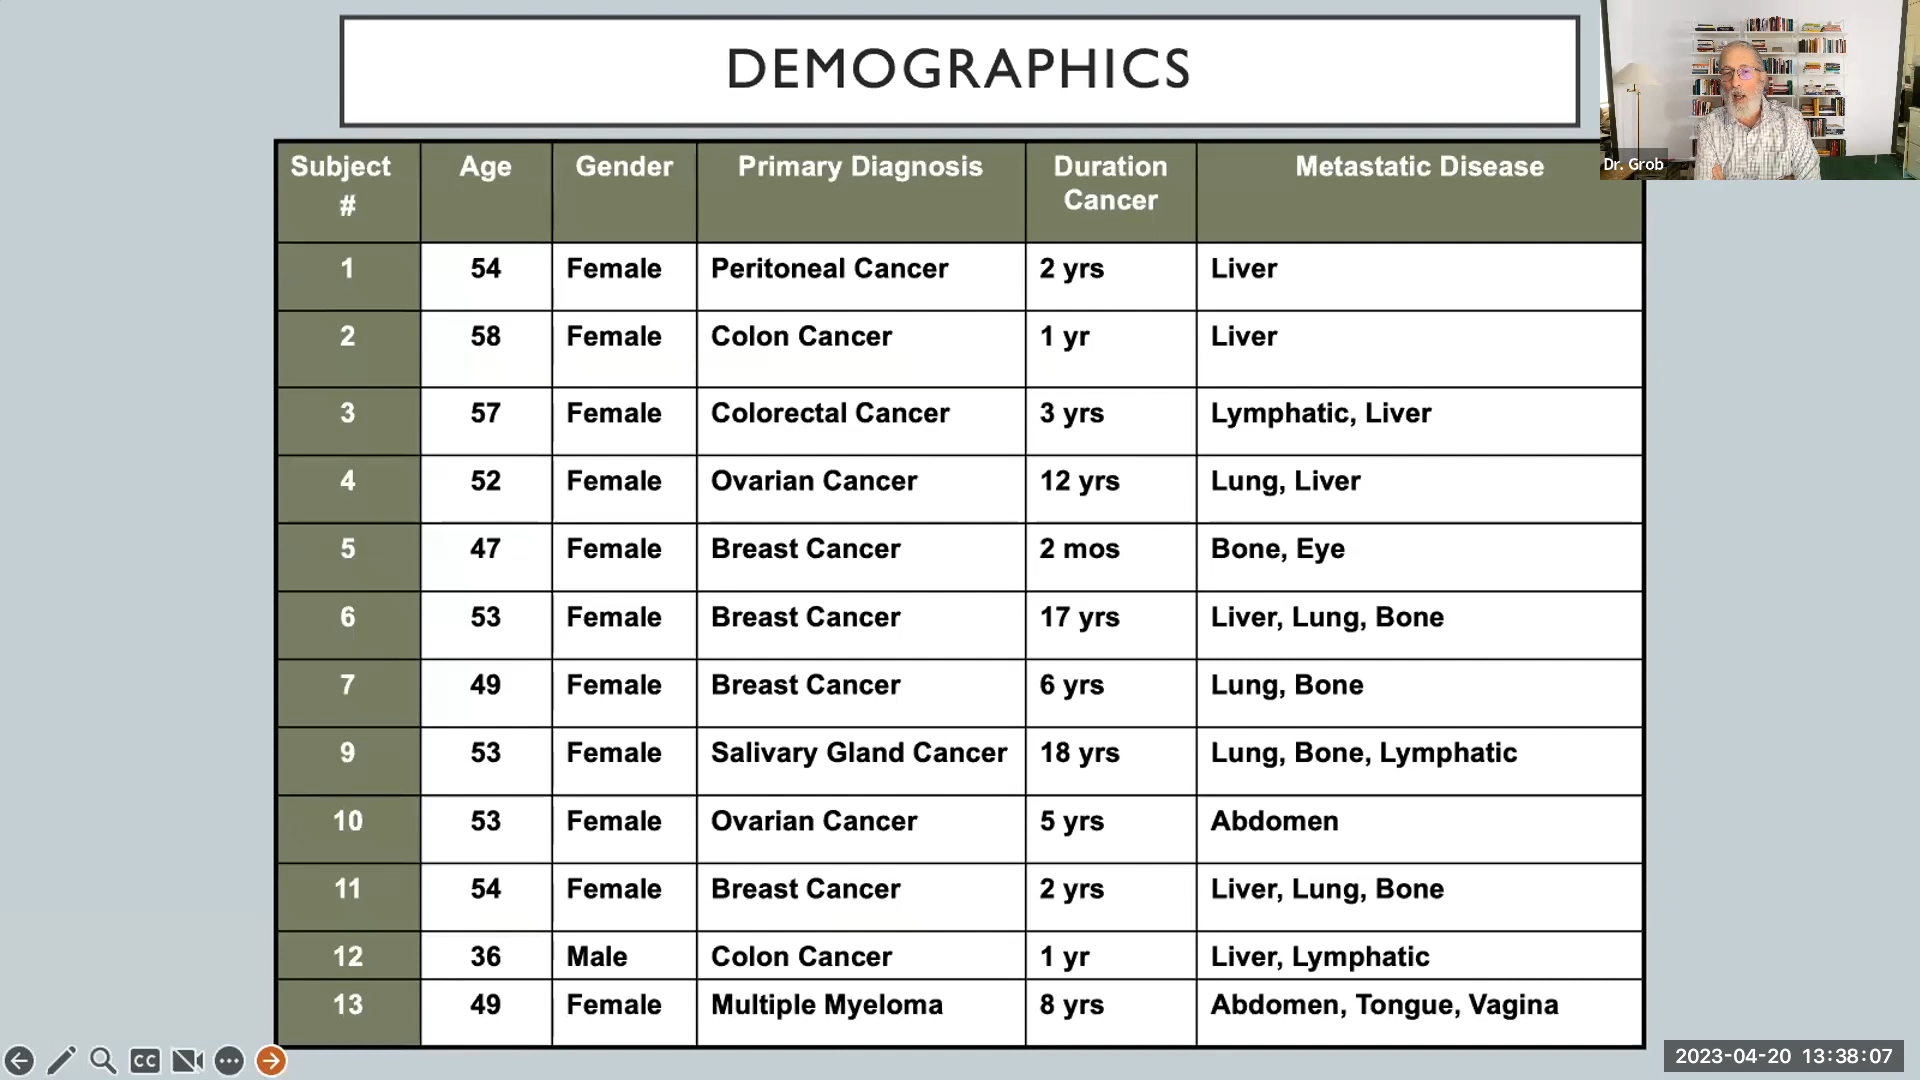 DEMOGRAPHICS
Dr. Grob
Subject # Age Gender Primary Diagnosis Duration Cancer Metastatic Disease
1 54 Female Peritoneal Cancer 2 yrs Liver
2 58 Female Colon Cancer 1 yr Liver
3 57 Female Colorectal Cancer 3 yrs Lymphatic, Liver
4 52 Female Ovarian Cancer 12 yrs Lung, Liver
5 47 Female Breast Cancer 2 mos Bone, Eye
6 53 Female Breast Cancer 17 yrs Liver, Lung, Bone
7 49 Female Breast Cancer 6 yrs Lung, Bone
9 53 Female Salivary Gland Cancer 18 yrs Lung, Bone, Lymphatic
10 53 Female Ovarian Cancer 5 yrs Abdomen
11 54 Female Breast Cancer 2 yrs Liver, Lung, Bone
12 36 Male Colon Cancer 1 yr Liver, Lymphatic
13 49 Female Multiple Myeloma 8 yrs Abdomen, Tongue, Vagina
CC
2023-04-20 13:38:07